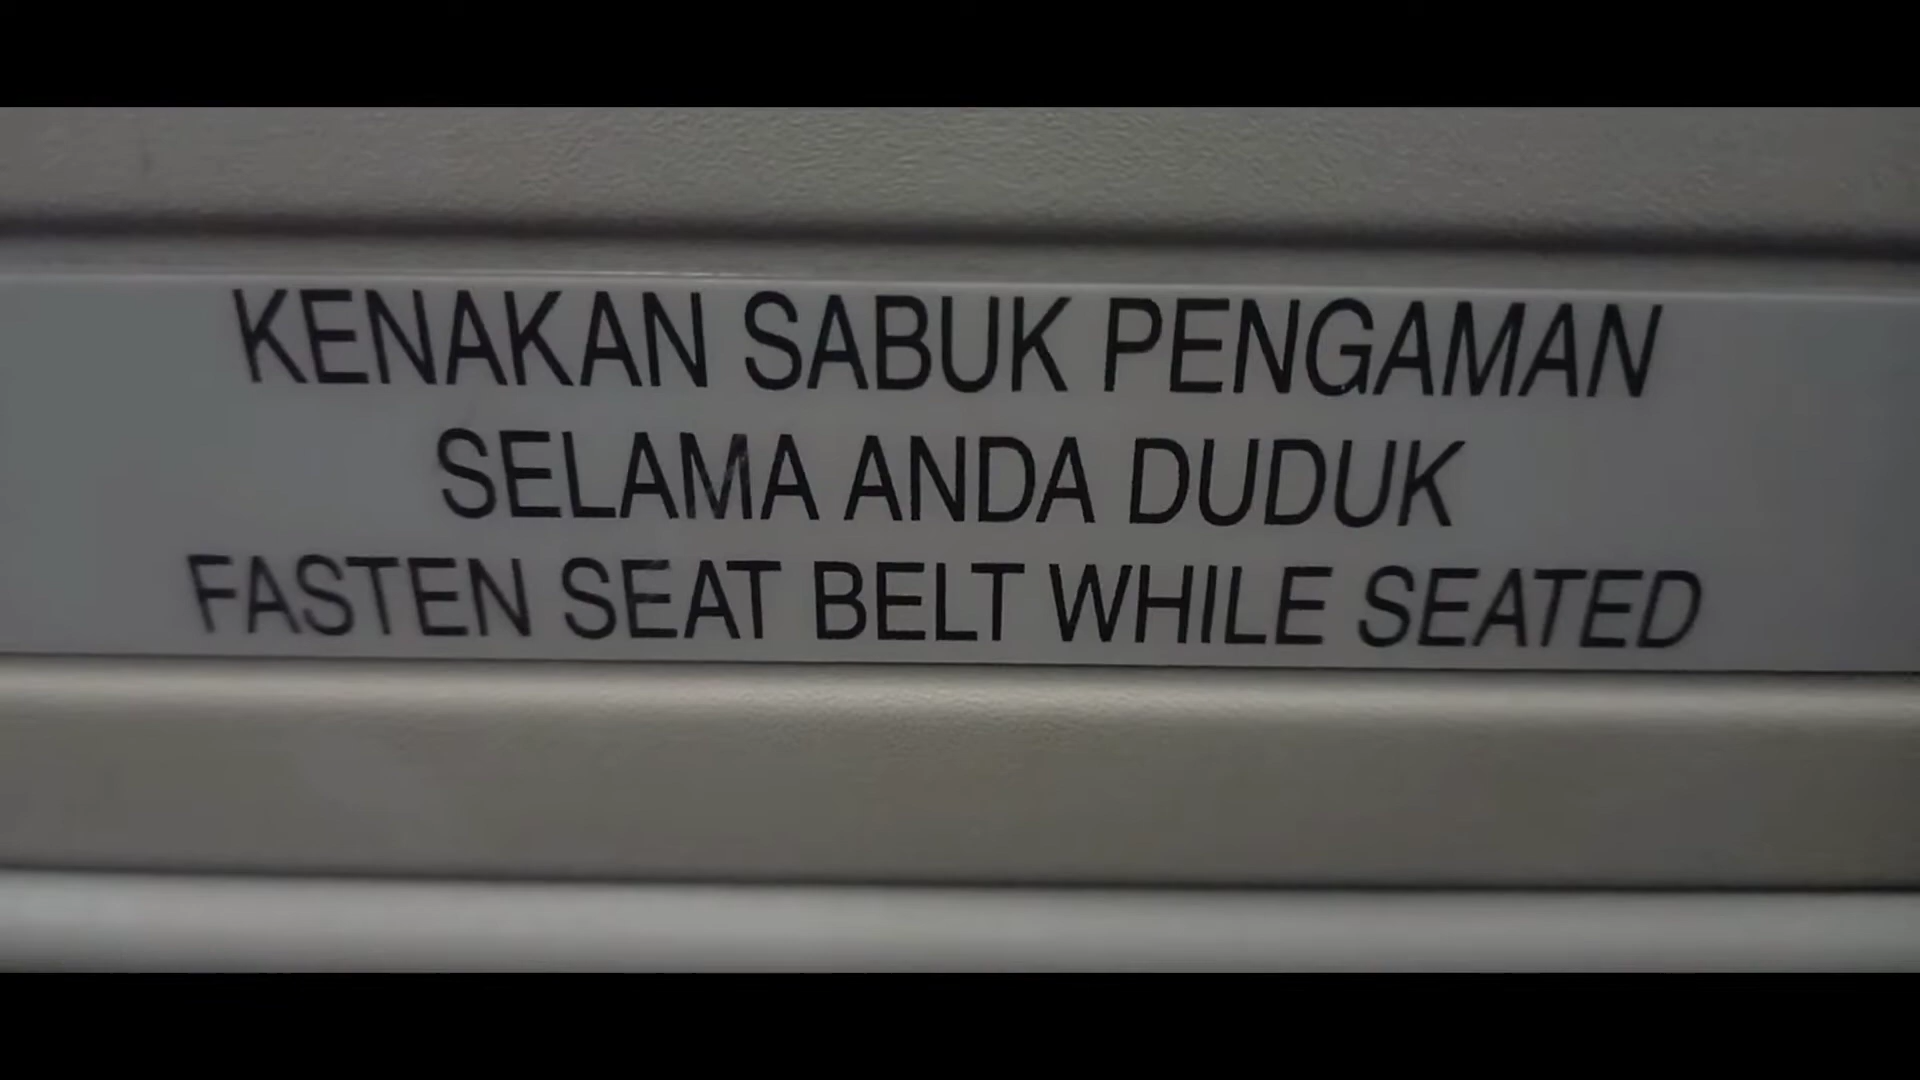 KENAKAN SABUK PENGAMAN
SELAMA ANDA DUDUK
FASTEN SEAT BELT WHILE SEATED